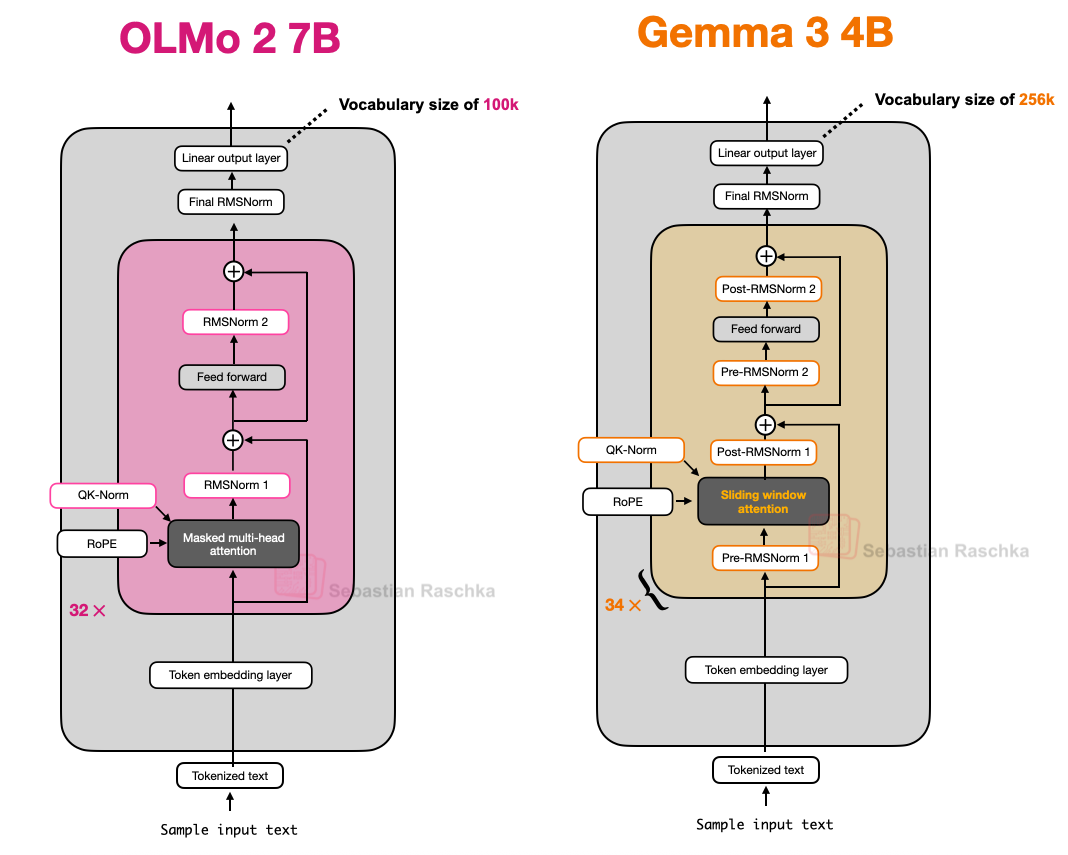 OLMo 2 7B
Vocabulary size of 100k
Linear output layer
Final RMSNorm
RMSNorm 2
Feed forward
RMSNorm 1
QK-Norm
RoPE
Masked multi-head
attention
Sebastian Raschka
32 ×
Token embedding layer
Tokenized text
Sample input text
Gemma 3 4B
Vocabulary size of 256k
Linear output layer
Final RMSNorm
Post-RMSNorm 2
Feed forward
Pre-RMSNorm 2
Post-RMSNorm 1
QK-Norm
RoPE
Sliding window
attention
Pre-RMSNorm 1
Sebastian Raschka
34 ×
Token embedding layer
Tokenized text
Sample input text